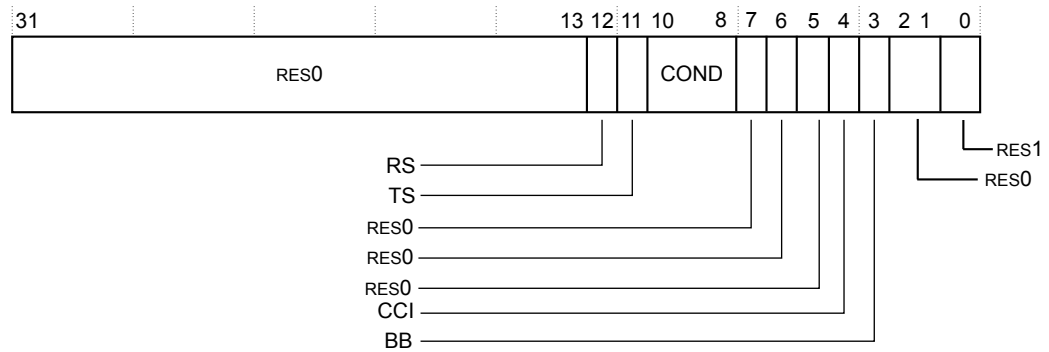 31 13 12 11 10 8 7 6 5 4 3 2 1 0
RES0 COND
RES1
RS
RES0
TS
RES0
RES0
RES0
CCI
BB